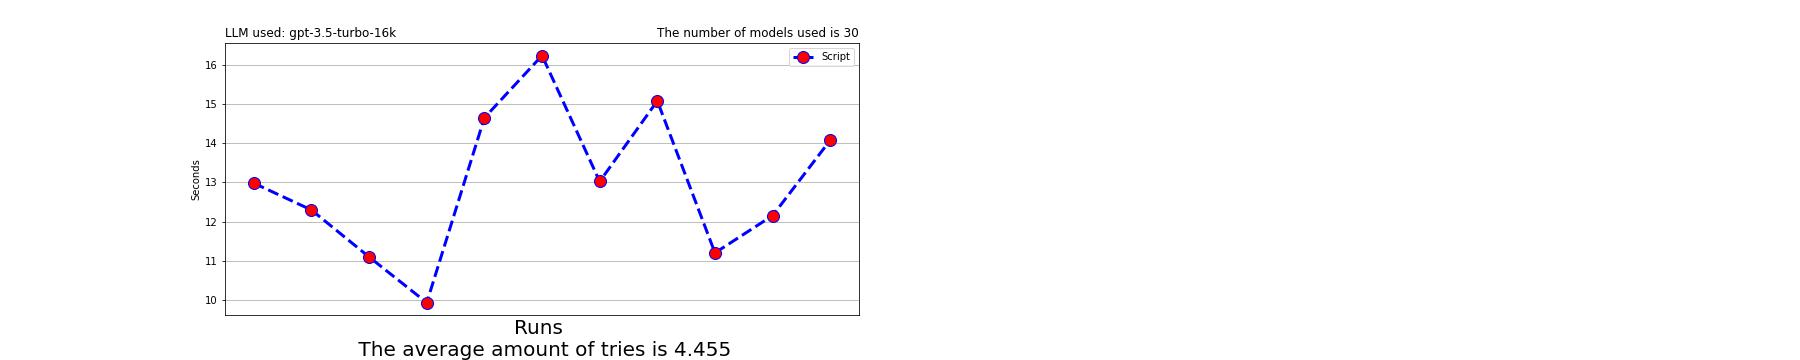 LLM used: gpt-3.5-turbo-16k
The number of models used is 30
Script
16
15
14
13
12
11
10
Seconds
Runs
The average amount of tries is 4.455